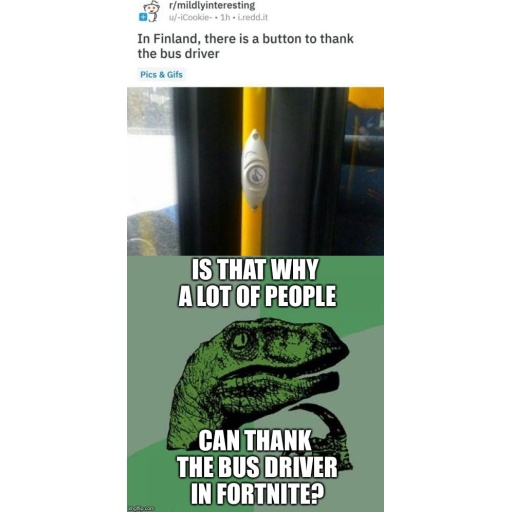 r/mildlyinteresting
u/-iCookie- • 1h • i.redd.it
In Finland, there is a button to thank
the bus driver
Pics & Gifs
IS THAT WHY
A LOT OF PEOPLE
CAN THANK
THE BUS DRIVER
IN FORTNITE?
imgflip.com